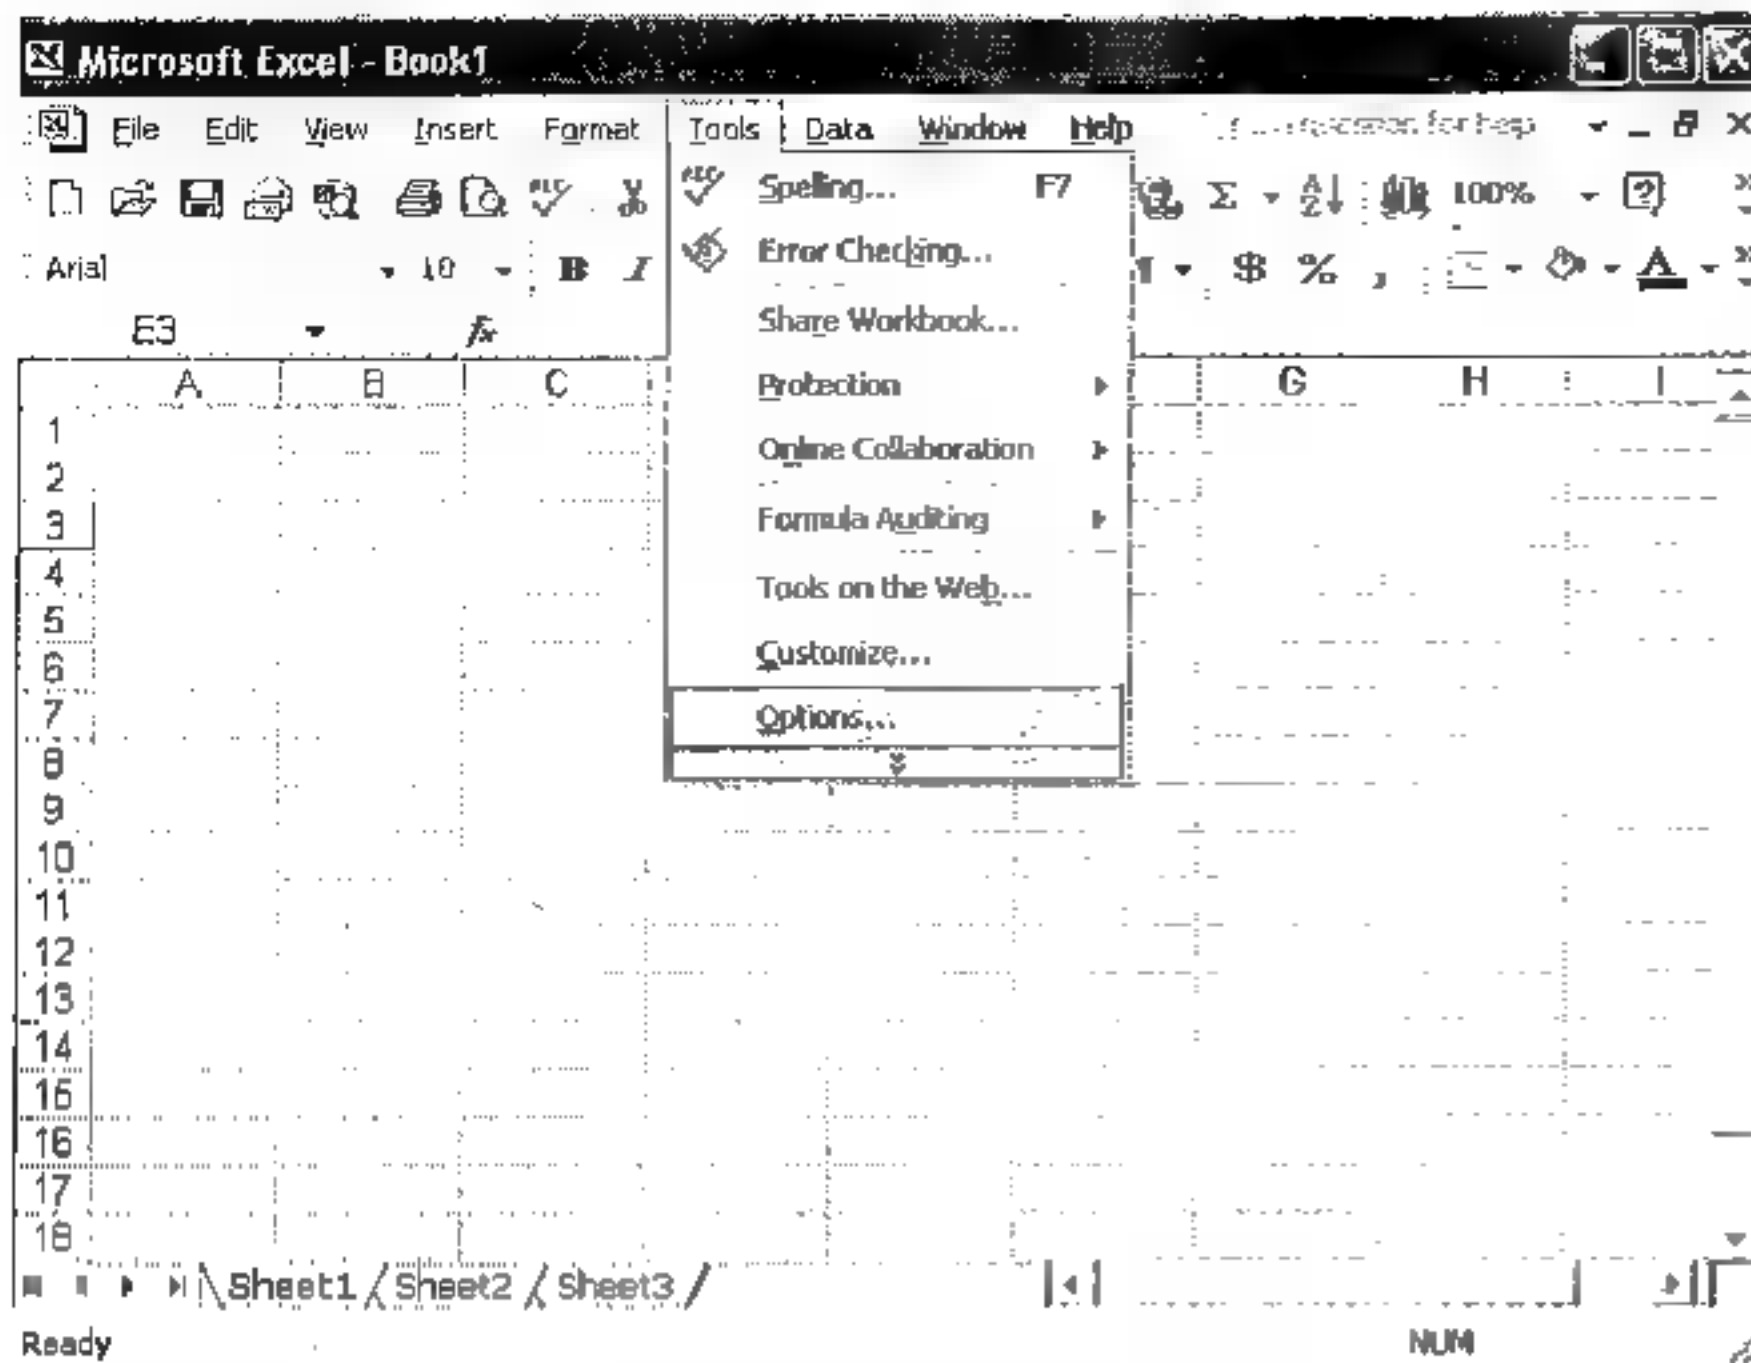 Microsoft Excel - Book1
File Edit View Insert Format Tools Data Window Help
Spelling... F7
100%
Error Checking...
Arial 10 B I $ % , A
Share Workbook...
E3 fx
A B C G H I
Protection
Online Collaboration
Formula Auditing
Tools on the Web...
Customize...
Options...
1
2
3
4
5
6
7
8
9
10
11
12
13
14
15
16
17
18
Sheet1 Sheet2 Sheet3
Ready NUM